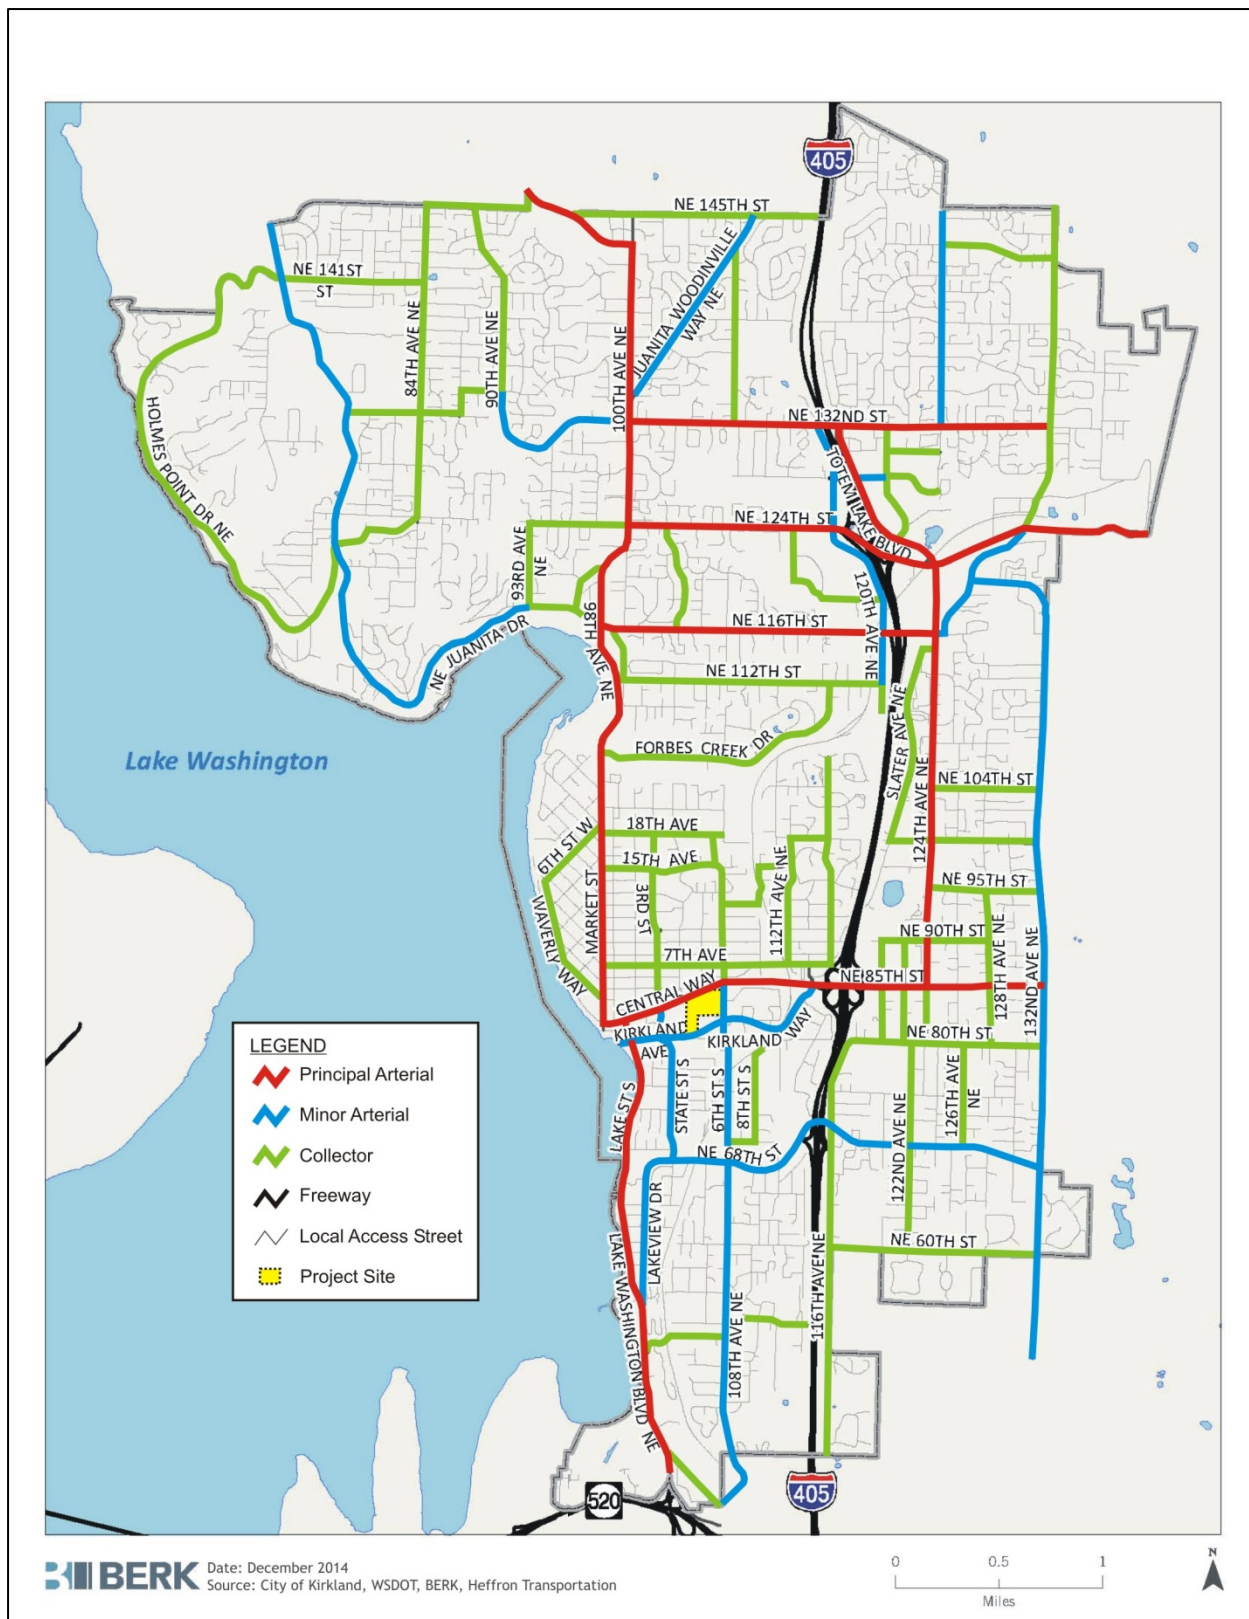 405
NE 145TH ST
JUANITA WOODINVILLE
WAY NE
NE 141ST
ST
84TH AVE NE
90TH AVE NE
100TH AVE NE
HOLMES POINT DR NE
NE 132ND ST
TOTEM LAKE BLVD
NE 124TH ST
93RD AVE
NE
120TH AVE NE
98TH AVE NE
NE 116TH ST
NE JUANITA DR
NE 112TH ST
SLATER AVE NE
FORBES CREEK DR
Lake Washington
124TH AVE NE
NE 104TH ST
18TH AVE
6TH ST W
15TH AVE
3RD ST
MARKET ST
WAVERLY WAY
112TH AVE NE
NE 95TH ST
NE 90TH ST
128TH AVE NE
132ND AVE NE
7TH AVE
NE 85TH ST
CENTRAL WAY
KIRKLAND
AVE
KIRKLAND WAY
NE 80TH ST
LAKE ST S
STATE ST S
6TH ST S
8TH ST S
126TH AVE
NE
122ND AVE NE
NE 68TH ST
LAKEVIEW DR
NE 60TH ST
LAKE WASHINGTON BLVD NE
108TH AVE NE
116TH AVE NE
520
405
LEGEND
Principal Arterial
Minor Arterial
Collector
Freeway
Local Access Street
Project Site
BERK
Date: December 2014
Source: City of Kirkland, WSDOT, BERK, Heffron Transportation
0 0.5 1
Miles
N